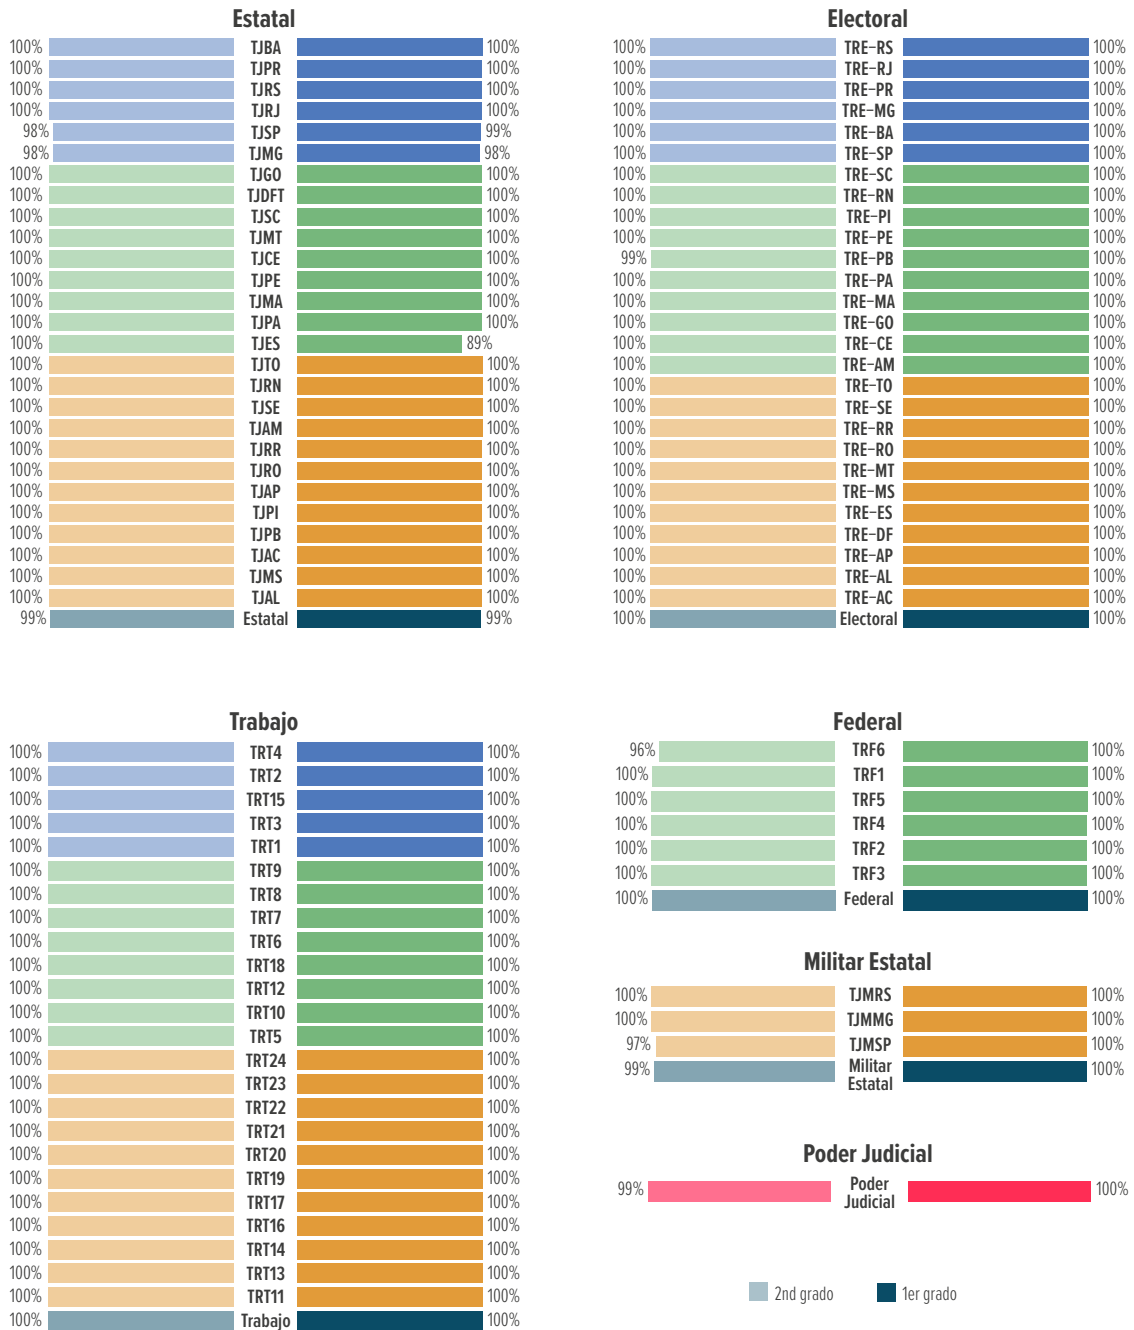 Estatal
100% TJBA 100%
100% TJPR 100%
100% TJRS 100%
100% TJRJ 100%
98% TJSP 99%
98% TJMG 98%
100% TJGO 100%
100% TJDFT 100%
100% TJSC 100%
100% TJMT 100%
100% TJCE 100%
100% TJPE 100%
100% TJMA 100%
100% TJPA 100%
100% TJES 89%
100% TJTO 100%
100% TJRN 100%
100% TJSE 100%
100% TJAM 100%
100% TJRR 100%
100% TJRO 100%
100% TJAP 100%
100% TJPI 100%
100% TJPB 100%
100% TJAC 100%
100% TJMS 100%
100% TJAL 100%
99% Estatal 99%
Electoral
100% TRE-RS 100%
100% TRE-RJ 100%
100% TRE-PR 100%
100% TRE-MG 100%
100% TRE-BA 100%
100% TRE-SP 100%
100% TRE-SC 100%
100% TRE-RN 100%
100% TRE-PI 100%
100% TRE-PE 100%
99% TRE-PB 100%
100% TRE-PA 100%
100% TRE-MA 100%
100% TRE-GO 100%
100% TRE-CE 100%
100% TRE-AM 100%
100% TRE-TO 100%
100% TRE-SE 100%
100% TRE-RR 100%
100% TRE-RO 100%
100% TRE-MT 100%
100% TRE-MS 100%
100% TRE-ES 100%
100% TRE-DF 100%
100% TRE-AP 100%
100% TRE-AL 100%
100% TRE-AC 100%
100% Electoral 100%
Trabajo
100% TRT4 100%
100% TRT2 100%
100% TRT15 100%
100% TRT3 100%
100% TRT1 100%
100% TRT9 100%
100% TRT8 100%
100% TRT7 100%
100% TRT6 100%
100% TRT18 100%
100% TRT12 100%
100% TRT10 100%
100% TRT5 100%
100% TRT24 100%
100% TRT23 100%
100% TRT22 100%
100% TRT21 100%
100% TRT20 100%
100% TRT19 100%
100% TRT17 100%
100% TRT16 100%
100% TRT14 100%
100% TRT13 100%
100% TRT11 100%
100% Trabajo 100%
Federal
96% TRF6 100%
100% TRF1 100%
100% TRF5 100%
100% TRF4 100%
100% TRF2 100%
100% TRF3 100%
100% Federal 100%
Militar Estatal
100% TJMRS 100%
100% TJMMG 100%
97% TJMSP 100%
99% Militar 100%
Estatal
Poder Judicial
99% Poder 100%
Judicial
2nd grado 1er grado